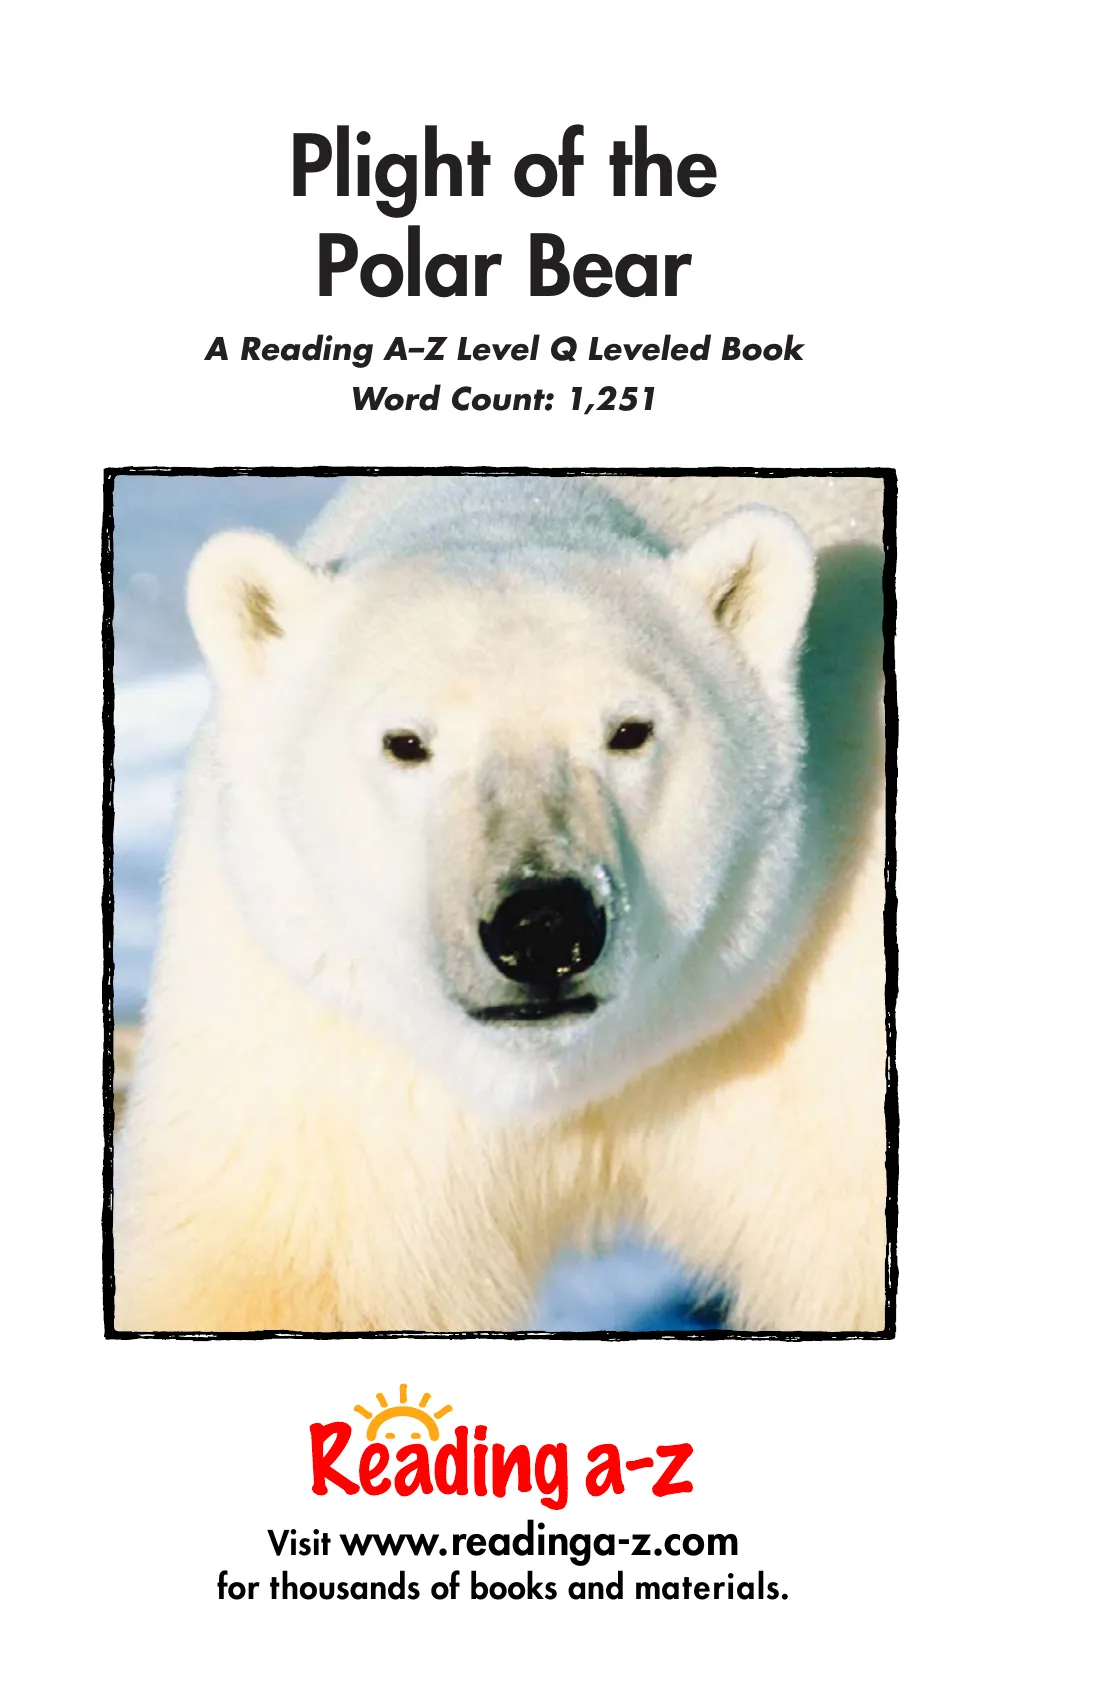 Plight of the
Polar Bear
A Reading A–Z Level Q Leveled Book
Word Count: 1,251
Reading a-z
Visit www.readinga-z.com
for thousands of books and materials.